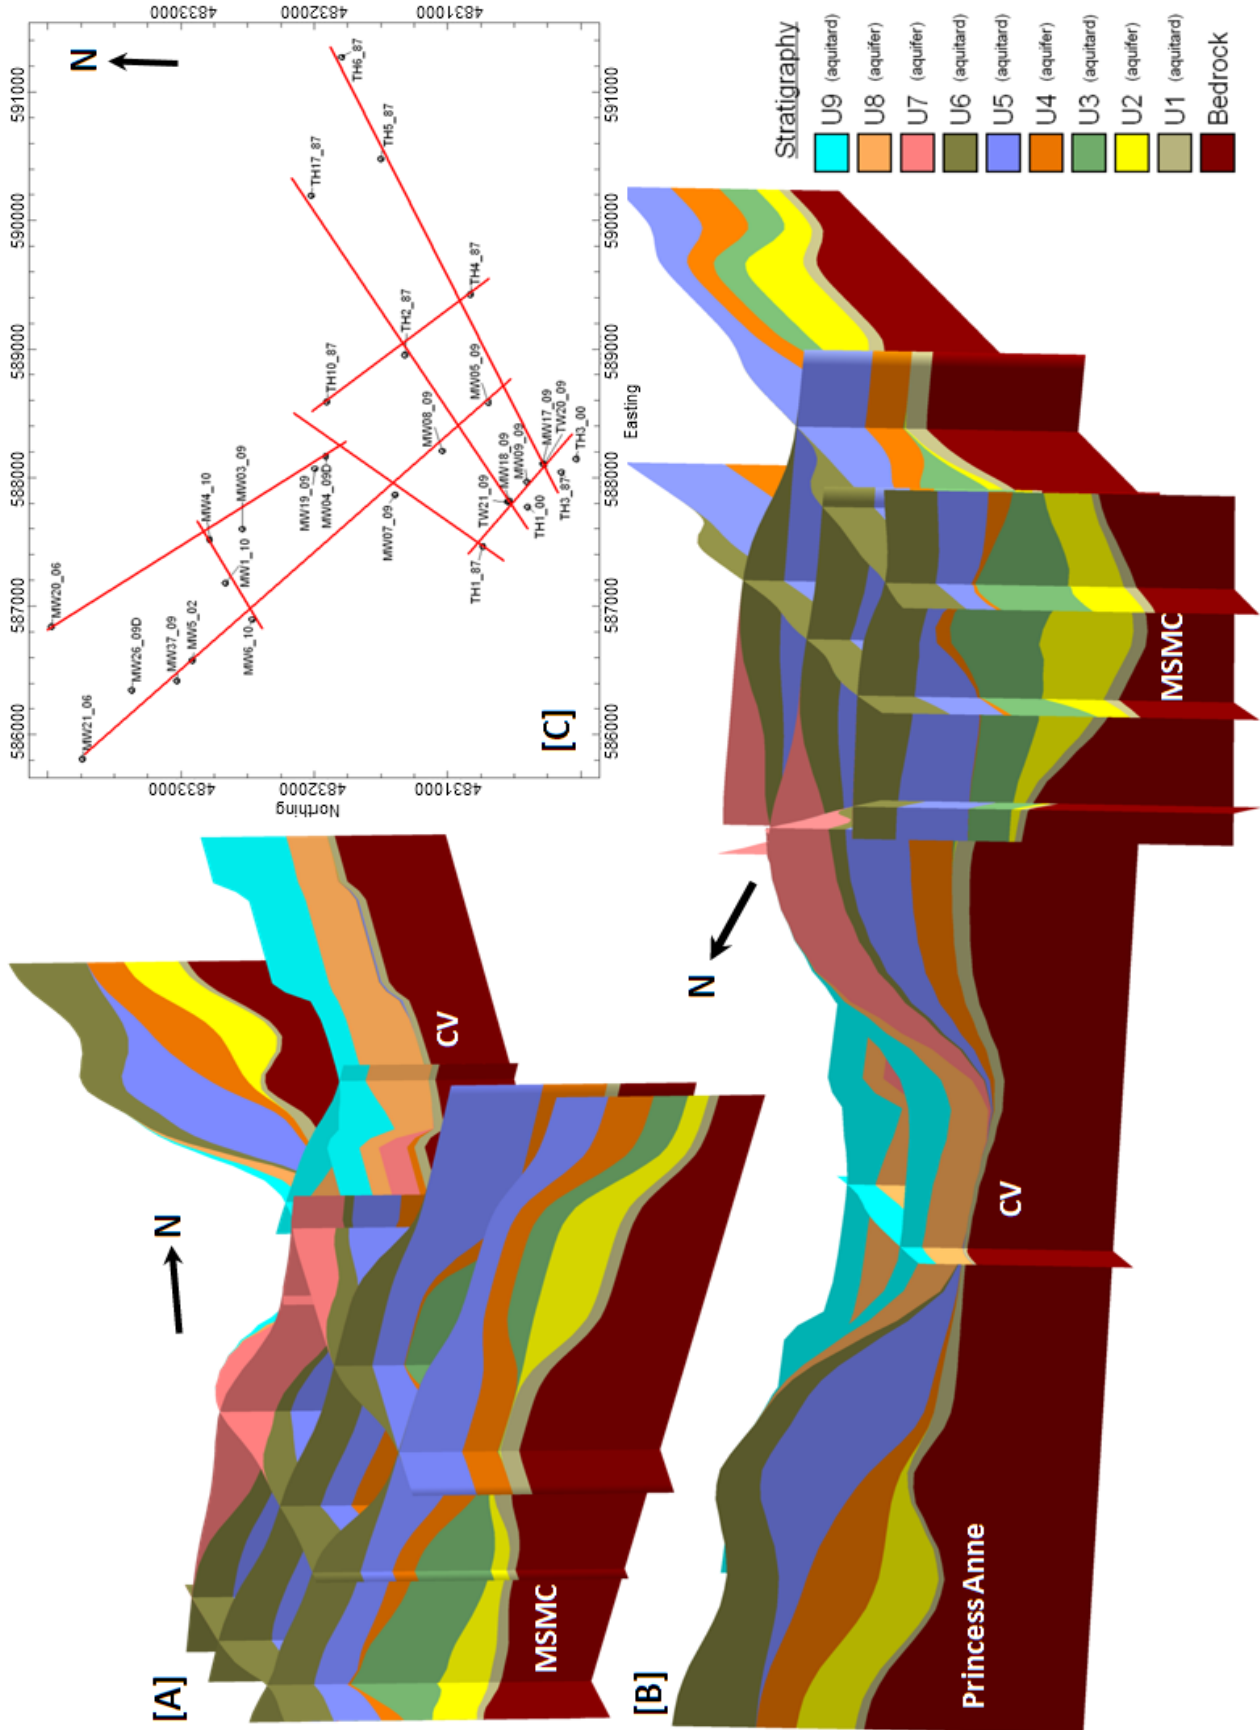 [A]
N
MSMC
CV
[B]
N
Princess Anne
CV
MSMC
[C]
N
586000
587000
588000
589000
590000
591000
4833000
4832000
4831000
Northing
4833000
4832000
4831000
Easting
MW21_06
MW20_06
MW26_09D
MW37_09
MW5_02
MW6_10
MW1_10
MW4_10
MW03_09
MW19_09
MW04_09D
TH10_87
MW07_09
MW08_09
TH2_87
TH17_87
TH6_87
TH5_87
TH4_87
MW05_09
TH1_87
TW21_09
MW18_09
MW09_09
MW17_09
TW20_09
TH1_00
TH3_87
TH3_00
Stratigraphy
U9 (aquitard)
U8 (aquifer)
U7 (aquifer)
U6 (aquitard)
U5 (aquitard)
U4 (aquifer)
U3 (aquitard)
U2 (aquifer)
U1 (aquitard)
Bedrock